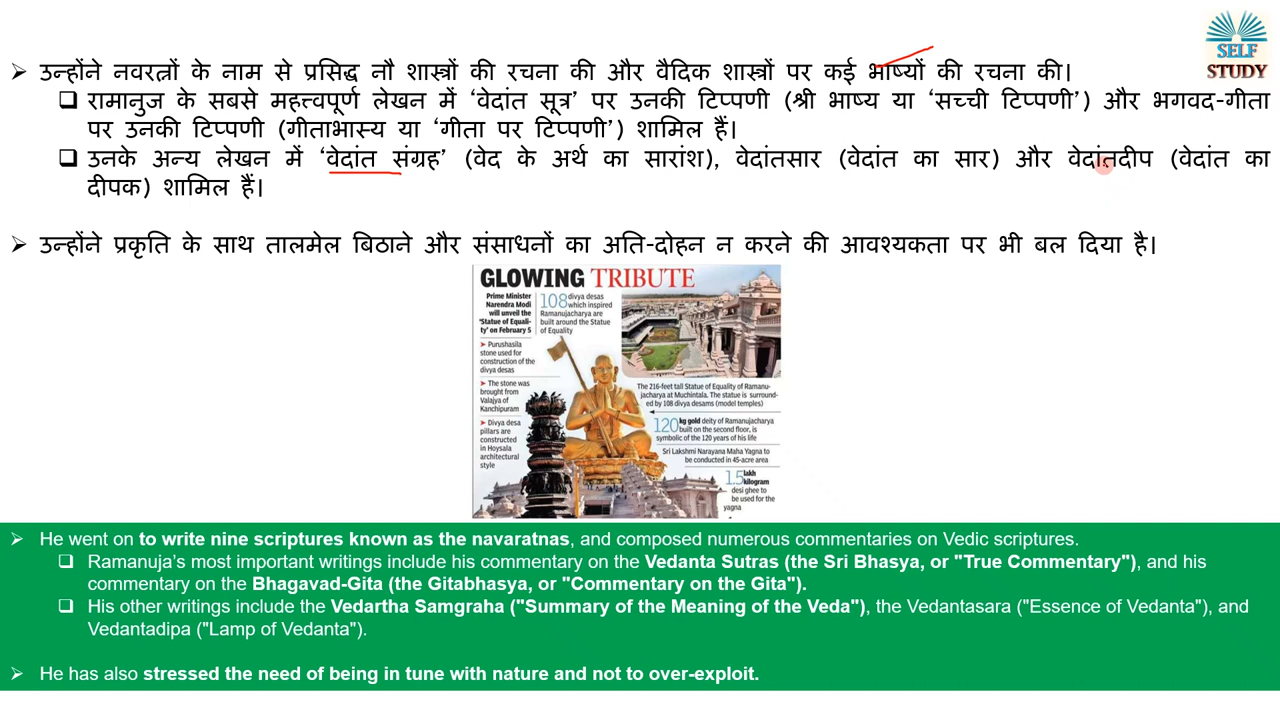 SELF
STUDY
➢ उन्होंने नवरत्नों के नाम से प्रसिद्ध नौ शास्त्रों की रचना की और वैदिक शास्त्रों पर कई भाष्यों की रचना की।
❑ रामानुज के सबसे महत्त्वपूर्ण लेखन में ‘वेदांत सूत्र’ पर उनकी टिप्पणी (श्री भाष्य या ‘सच्ची टिप्पणी’) और भगवद-गीता
पर उनकी टिप्पणी (गीताभास्य या ‘गीता पर टिप्पणी’) शामिल हैं।
❑ उनके अन्य लेखन में ‘वेदांत संग्रह’ (वेद के अर्थ का सारांश), वेदांतसार (वेदांत का सार) और वेदांतदीप (वेदांत का
दीपक) शामिल हैं।
➢ उन्होंने प्रकृति के साथ तालमेल बिठाने और संसाधनों का अति-दोहन न करने की आवश्यकता पर भी बल दिया है।
GLOWING TRIBUTE
Prime Minister
Narendra Modi
will unveil the
'Statue of Equali-
ty' on February 5
108 divya desas
which inspired
Ramanujacharya are
built around the Statue
of Equality
➤ Purushasila
stone used for
construction of the
divya desas
➤ The stone was
brought from
Valajya of
Kanchipuram
➤ Divya desa
pillars are
constructed
in Hoysala
architectural
style
The 216-feet tall Statue of Equality of Ramanu-
jacharya at Muchintala. The statue is surround-
ed by 108 divya desams (model temples)
120 kg gold deity of Ramanujacharya
built on the second floor, is
symbolic of the 120 years of his life
Sri Lakshmi Narayana Maha Yagna to
be conducted in 45-acre area
1.5 lakh
kilogram
desi ghee to
be used for the
yagna
➢ He went on to write nine scriptures known as the navaratnas, and composed numerous commentaries on Vedic scriptures.
❑ Ramanuja's most important writings include his commentary on the Vedanta Sutras (the Sri Bhasya, or "True Commentary"), and his
commentary on the Bhagavad-Gita (the Gitabhasya, or "Commentary on the Gita").
❑ His other writings include the Vedartha Samgraha ("Summary of the Meaning of the Veda"), the Vedantasara ("Essence of Vedanta"), and
Vedantadipa ("Lamp of Vedanta").
➢ He has also stressed the need of being in tune with nature and not to over-exploit.